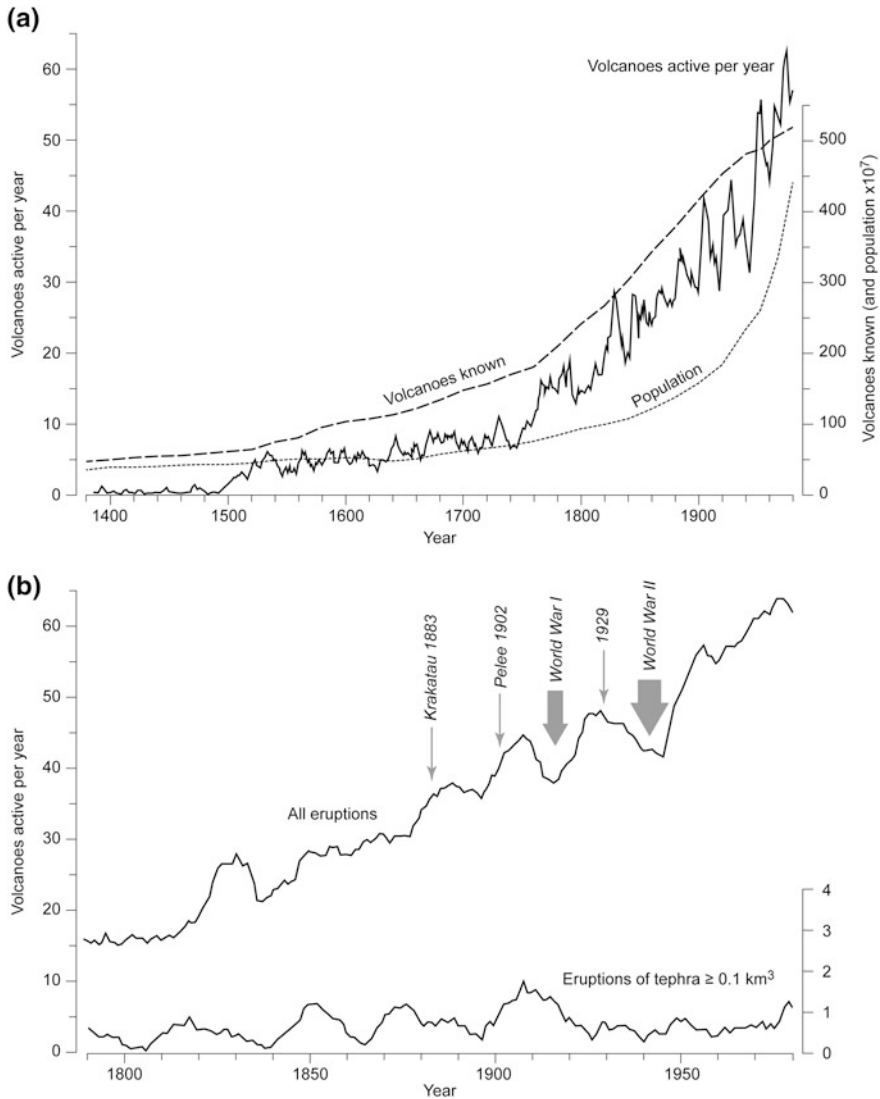 (a)
Volcanoes active per year
60
50
40
30
20
10
0
Volcanoes active per year
Volcanoes known
Population
500
400
300
200
100
0
Volcanoes known (and population x10⁷)
1400 1500 1600 1700 1800 1900
Year
(b)
Volcanoes active per year
60
50
40
30
20
10
0
Krakatau 1883
Pelee 1902
World War I
1929
World War II
All eruptions
Eruptions of tephra ≥ 0.1 km³
4
3
2
1
0
1800 1850 1900 1950
Year